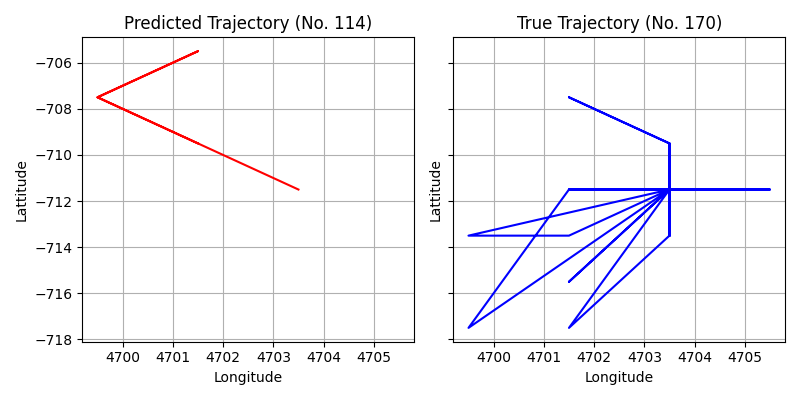 Predicted Trajectory (No. 114)
True Trajectory (No. 170)
−706
−708
−710
−712
−714
−716
−718
Lattitude
Lattitude
4700 4701 4702 4703 4704 4705
4700 4701 4702 4703 4704 4705
Longitude
Longitude